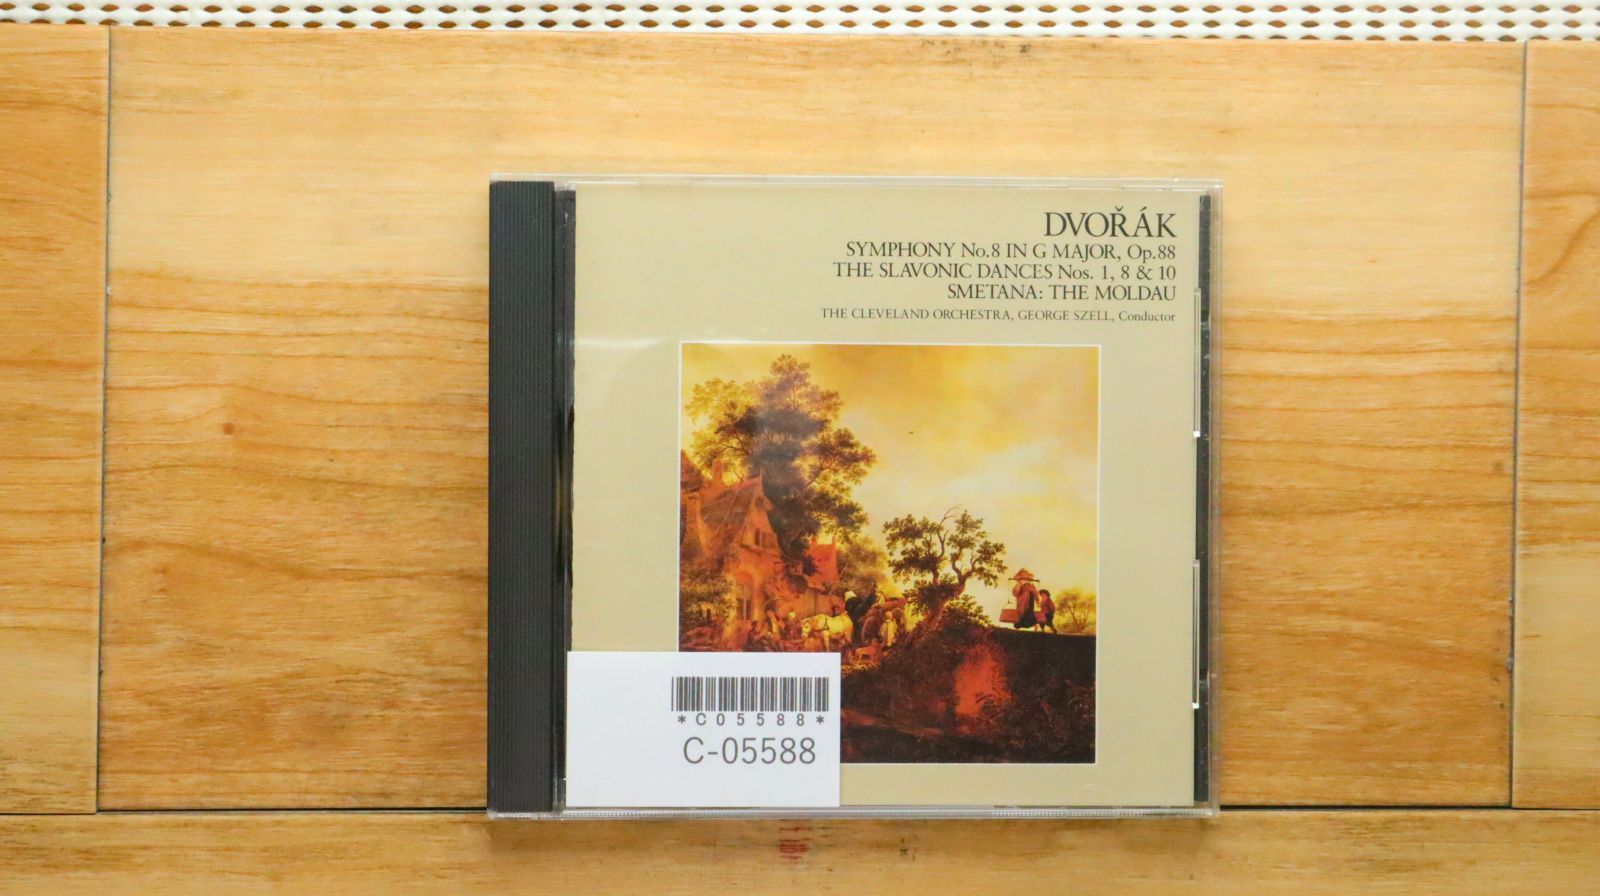 DVOŘÁK
SYMPHONY No.8 IN G MAJOR, Op.88
THE SLAVONIC DANCES Nos. 1, 8 & 10
SMETANA: THE MOLDAU
THE CLEVELAND ORCHESTRA, GEORGE SZELL, Conductor
*C05588*
C-05588